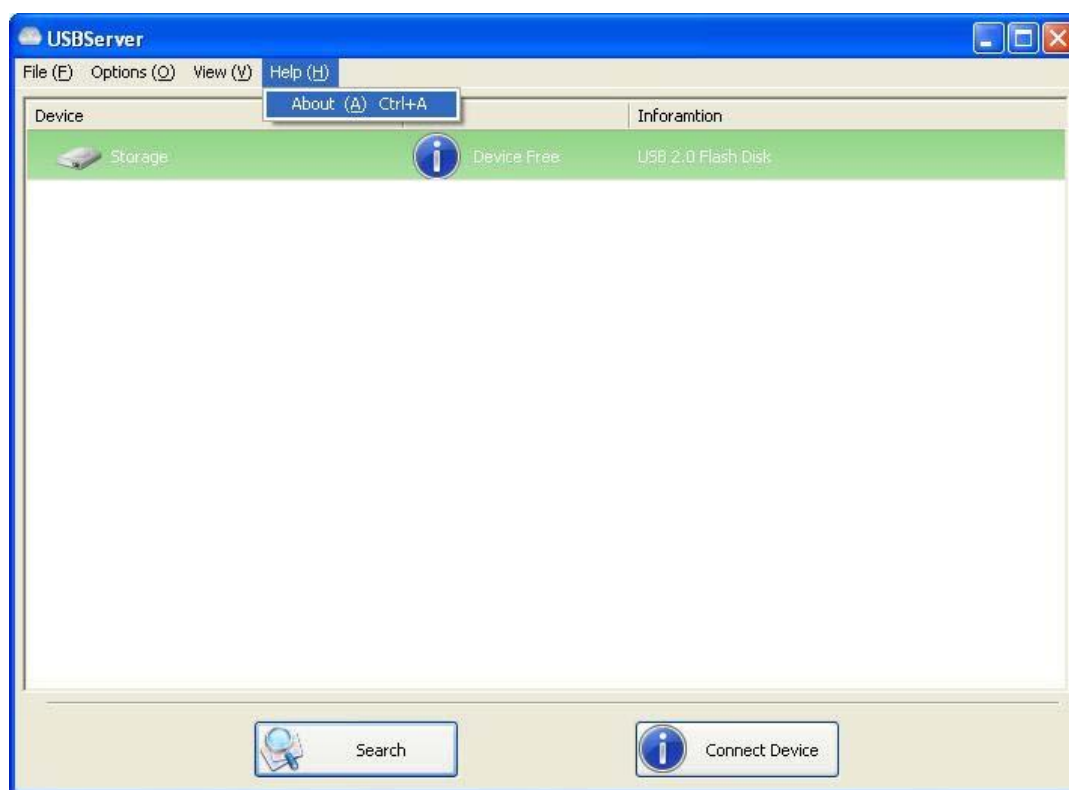 USBServer
File (F) Options (O) View (V) Help (H)
About (A) Ctrl+A
Device Inforamtion
Storage Device Free USB 2.0 Flash Disk
Search Connect Device